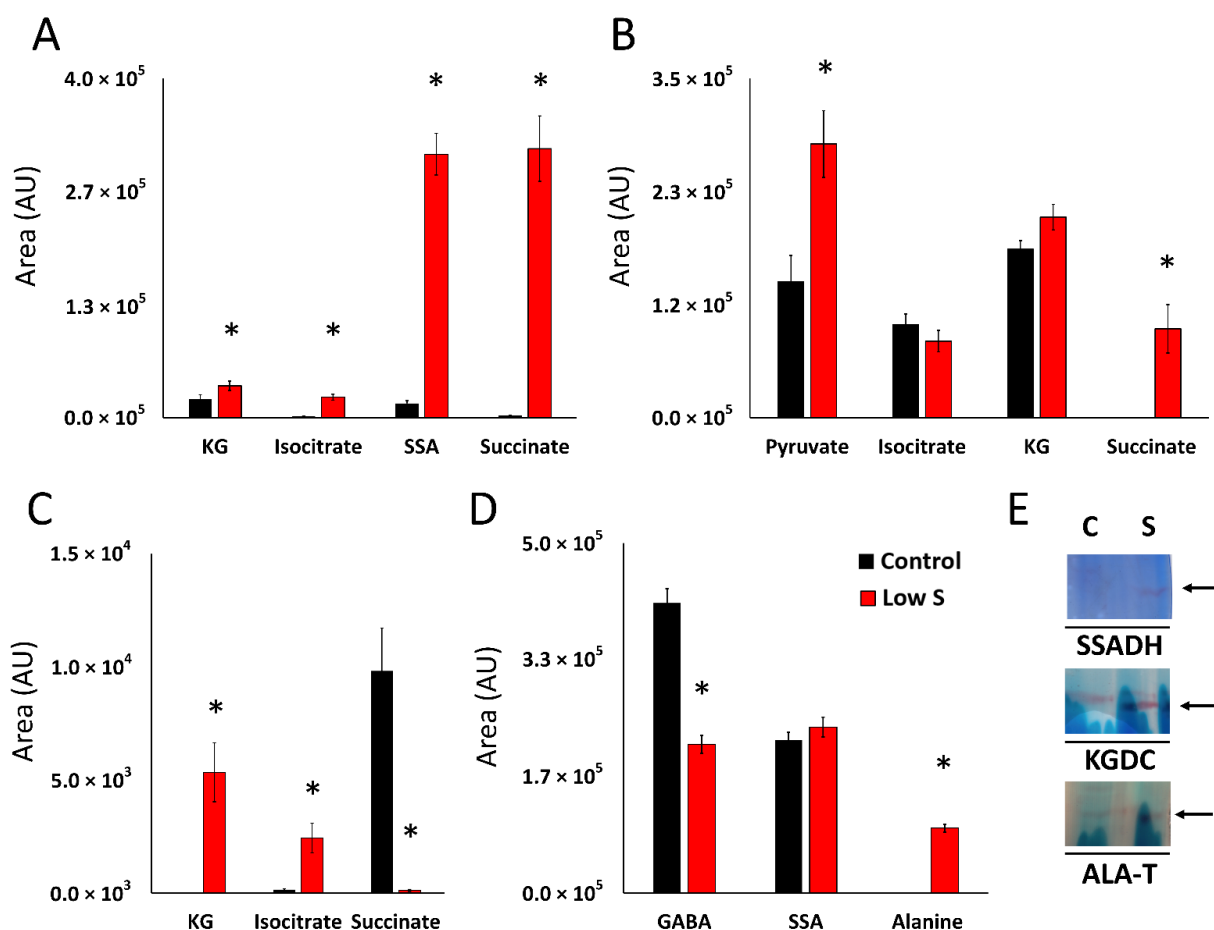 A
4.0 × 10⁵
2.7 × 10⁵
1.3 × 10⁵
0.0 × 10⁵
Area (AU)
* * * *
KG Isocitrate SSA Succinate
B
3.5 × 10⁵
2.3 × 10⁵
1.2 × 10⁵
0.0 × 10⁵
Area (AU)
* *
Pyruvate Isocitrate KG Succinate
C
1.5 × 10⁴
1.0 × 10⁴
5.0 × 10³
0.0 × 10³
Area (AU)
* * *
KG Isocitrate Succinate
D
5.0 × 10⁵
3.3 × 10⁵
1.7 × 10⁵
0.0 × 10⁵
Area (AU)
* *
GABA SSA Alanine
Control
Low S
E
C S
SSADH
KGDC
ALA-T